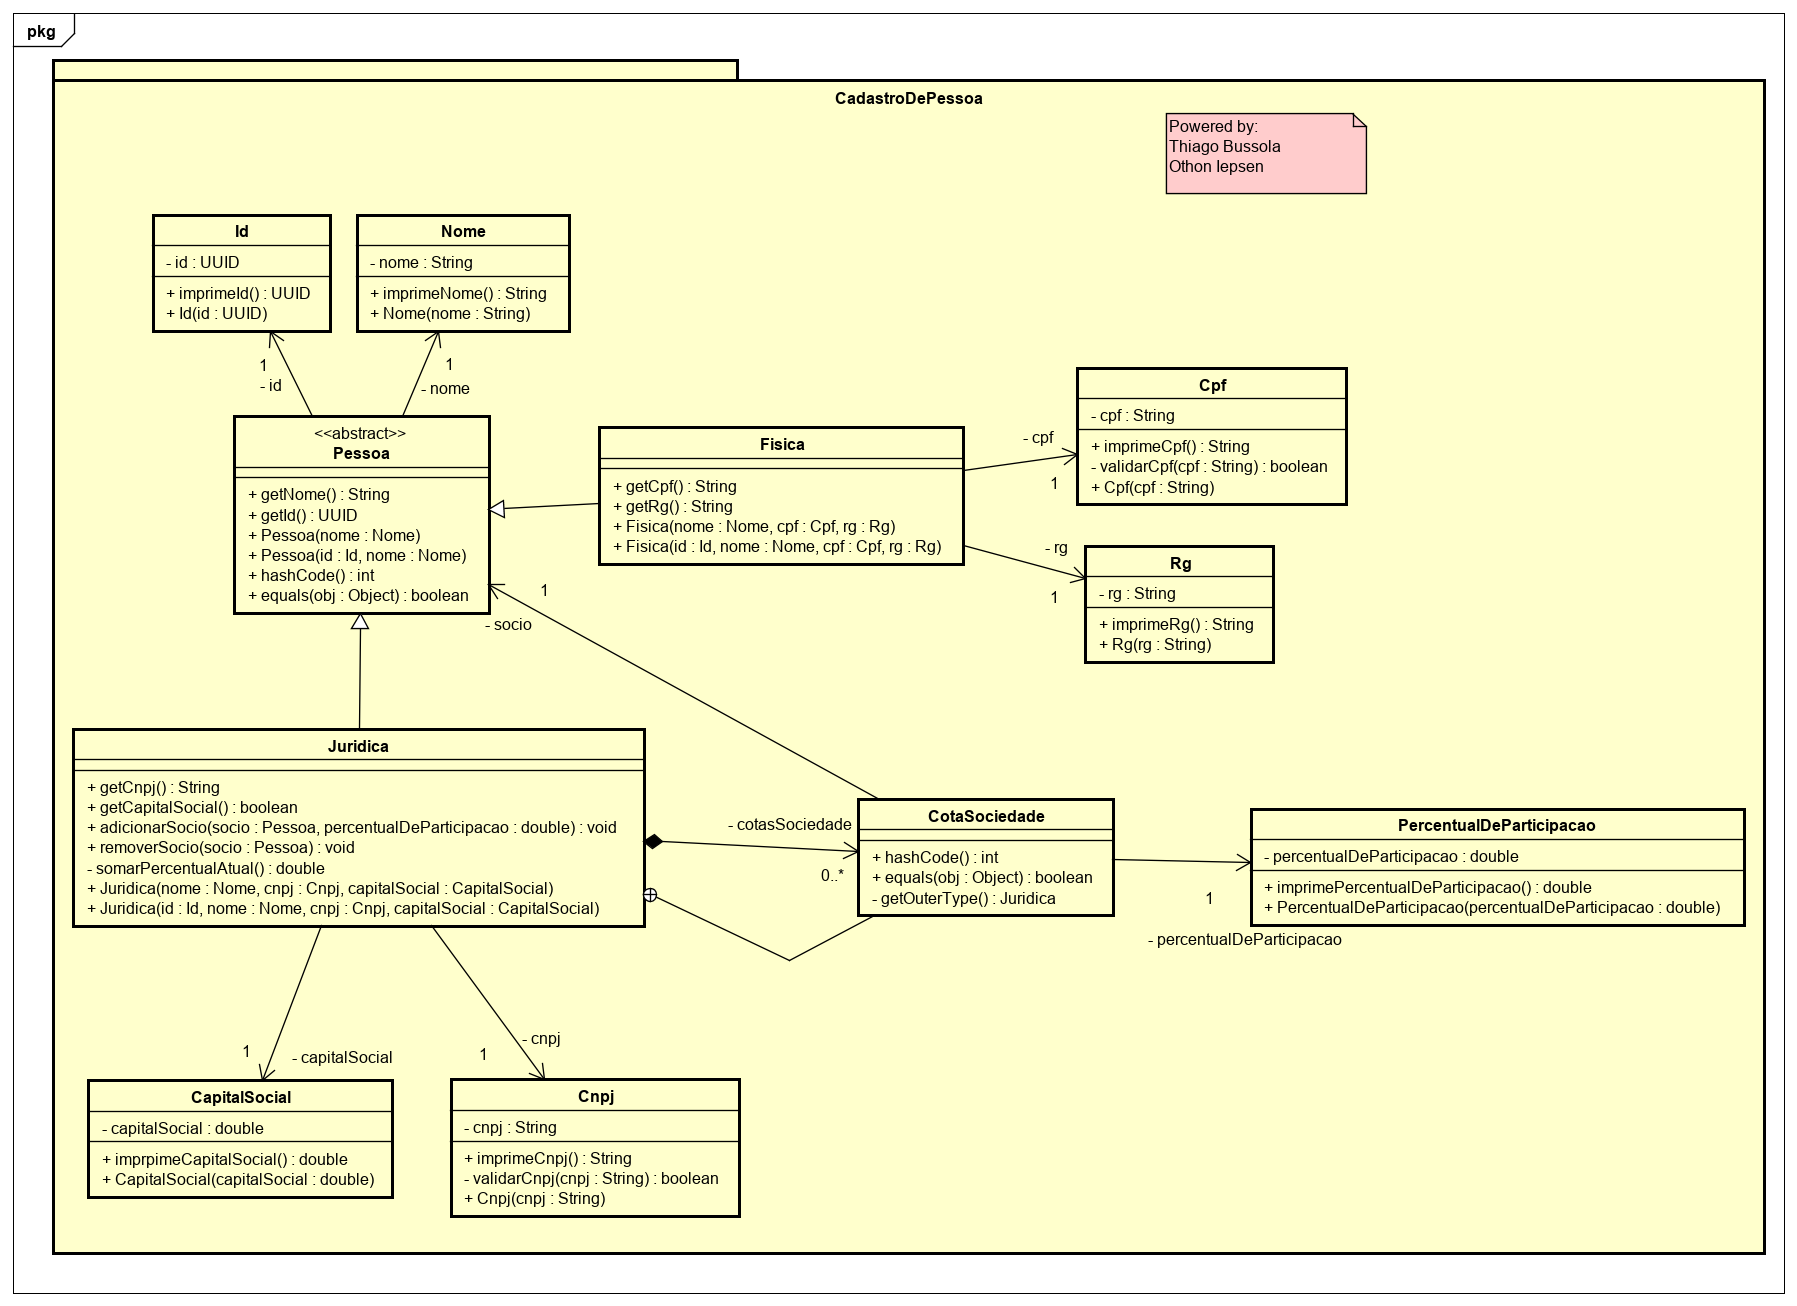 pkg
CadastroDePessoa
Powered by:
Thiago Bussola
Othon Iepsen
Id
- id : UUID
+ imprimeId() : UUID
+ Id(id : UUID)
Nome
- nome : String
+ imprimeNome() : String
+ Nome(nome : String)
1
- id
1
- nome
<<abstract>>
Pessoa
+ getNome() : String
+ getId() : UUID
+ Pessoa(nome : Nome)
+ Pessoa(id : Id, nome : Nome)
+ hashCode() : int
+ equals(obj : Object) : boolean
Fisica
+ getCpf() : String
+ getRg() : String
+ Fisica(nome : Nome, cpf : Cpf, rg : Rg)
+ Fisica(id : Id, nome : Nome, cpf : Cpf, rg : Rg)
- cpf
1
Cpf
- cpf : String
+ imprimeCpf() : String
- validarCpf(cpf : String) : boolean
+ Cpf(cpf : String)
- rg
1
Rg
- rg : String
+ imprimeRg() : String
+ Rg(rg : String)
1
- socio
Juridica
+ getCnpj() : String
+ getCapitalSocial() : boolean
+ adicionarSocio(socio : Pessoa, percentualDeParticipacao : double) : void
+ removerSocio(socio : Pessoa) : void
- somarPercentualAtual() : double
+ Juridica(nome : Nome, cnpj : Cnpj, capitalSocial : CapitalSocial)
+ Juridica(id : Id, nome : Nome, cnpj : Cnpj, capitalSocial : CapitalSocial)
- cotasSociedade
0..*
CotaSociedade
+ hashCode() : int
+ equals(obj : Object) : boolean
- getOuterType() : Juridica
1
- percentualDeParticipacao
PercentualDeParticipacao
- percentualDeParticipacao : double
+ imprimePercentualDeParticipacao() : double
+ PercentualDeParticipacao(percentualDeParticipacao : double)
1
- capitalSocial
1
- cnpj
CapitalSocial
- capitalSocial : double
+ imprpimeCapitalSocial() : double
+ CapitalSocial(capitalSocial : double)
Cnpj
- cnpj : String
+ imprimeCnpj() : String
- validarCnpj(cnpj : String) : boolean
+ Cnpj(cnpj : String)